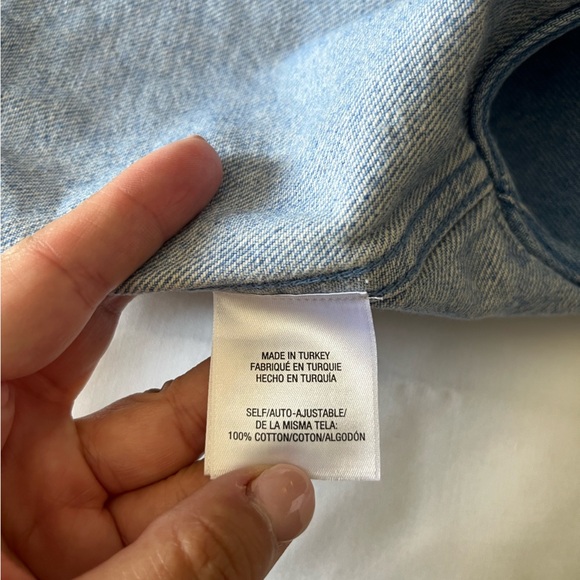 MADE IN TURKEY
FABRIQUÉ EN TURQUIE
HECHO EN TURQUÍA
SELF/AUTO-AJUSTABLE/
DE LA MISMA TELA:
100% COTTON/COTON/ALGODÓN